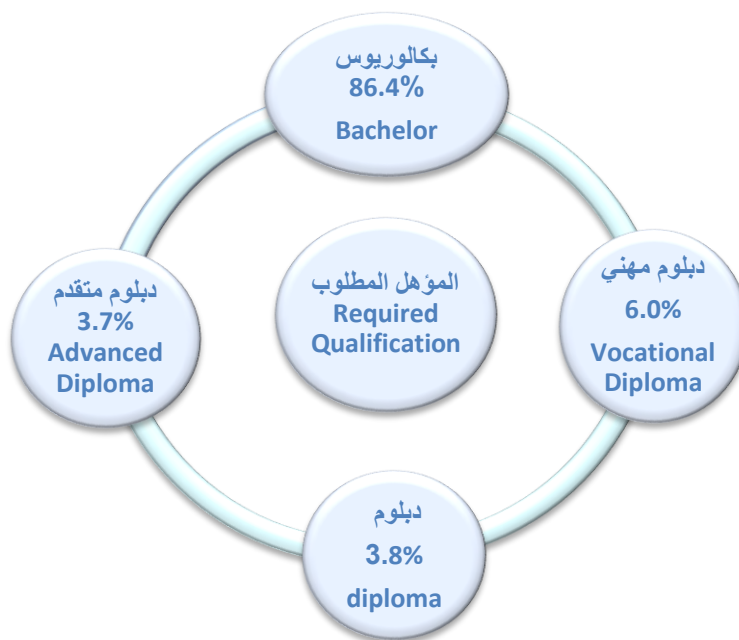 بكالوريوس
86.4%
Bachelor
دبلوم متقدم
3.7%
Advanced
Diploma
المؤهل المطلوب
Required
Qualification
دبلوم مهني
6.0%
Vocational
Diploma
دبلوم
3.8%
diploma